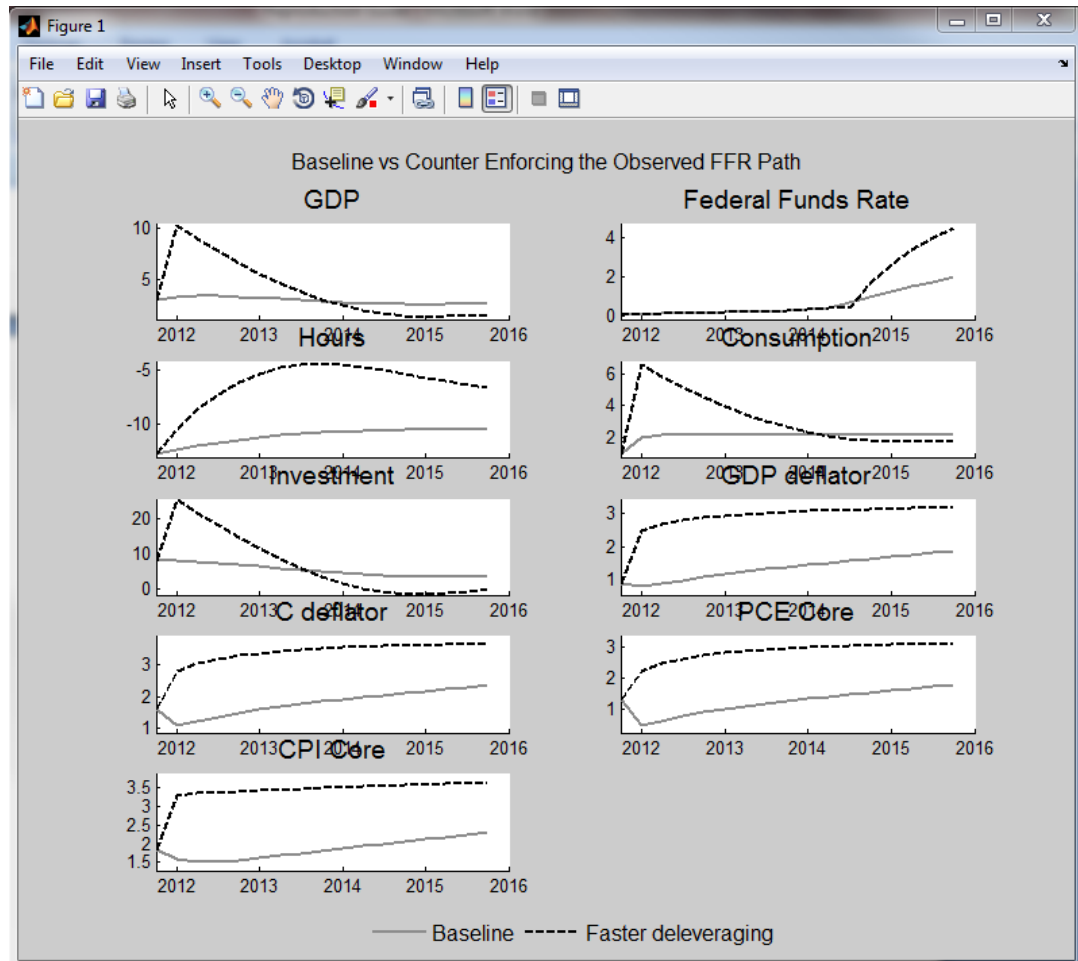 Figure 1
File Edit View Insert Tools Desktop Window Help
Baseline vs Counter Enforcing the Observed FFR Path
GDP
10
5
2012 2013 2014 2015 2016
Federal Funds Rate
4
2
0
2012 2013 2014 2015 2016
Hours
-5
-10
2012 2013 2014 2015 2016
Consumption
6
4
2
2012 2013 2014 2015 2016
Investment
20
10
0
2012 2013 2014 2015 2016
GDP deflator
3
2
1
2012 2013 2014 2015 2016
C deflator
3
2
1
2012 2013 2014 2015 2016
PCE Core
3
2
1
2012 2013 2014 2015 2016
CPI Core
3.5
3
2.5
2
1.5
2012 2013 2014 2015 2016
Baseline Faster deleveraging